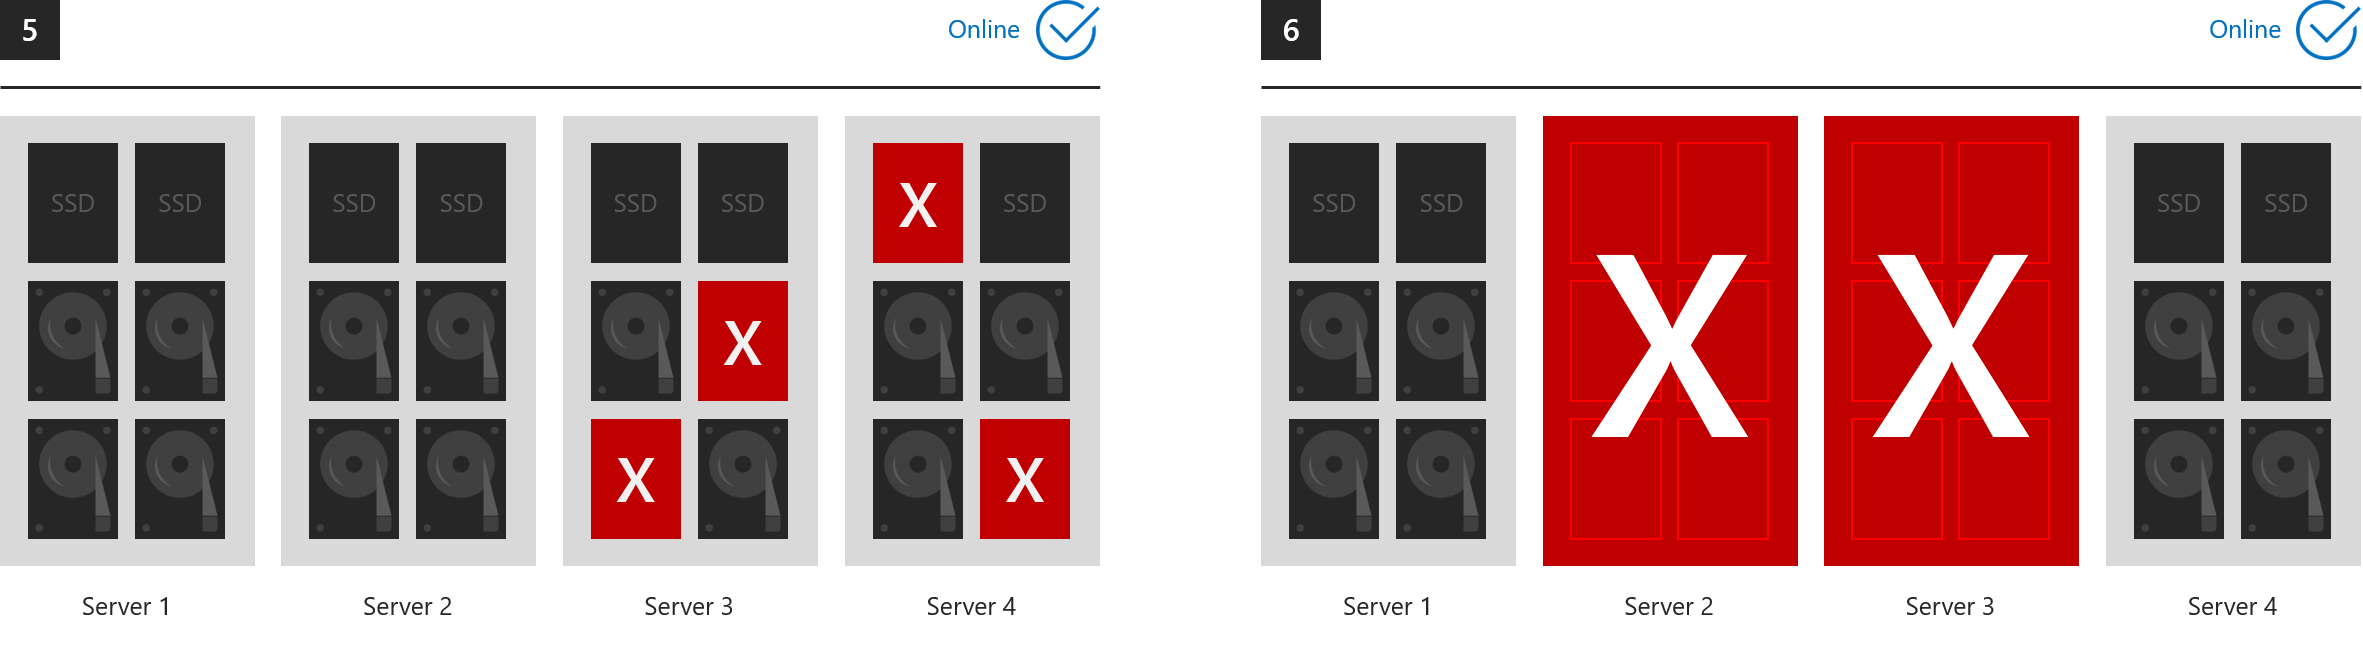 5
Online
SSD SSD
SSD SSD
SSD SSD
X SSD
X
X
X
Server 1
Server 2
Server 3
Server 4
6
Online
SSD SSD
X
X
SSD SSD
Server 1
Server 2
Server 3
Server 4